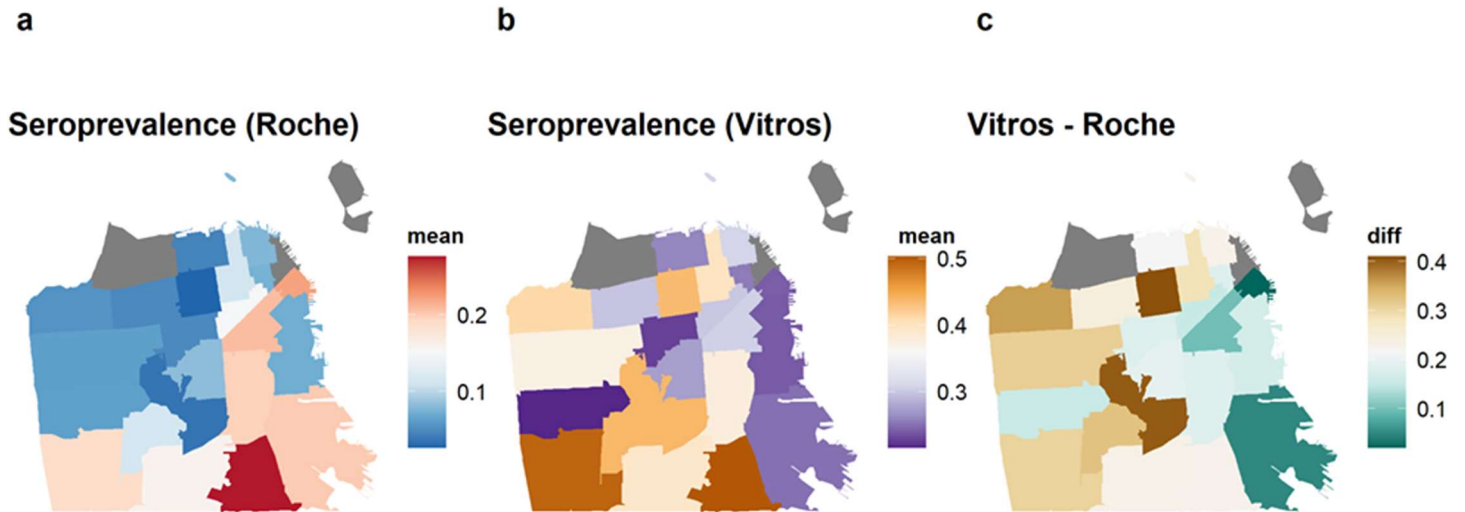 a
b
c
Seroprevalence (Roche)
Seroprevalence (Vitros)
Vitros - Roche
mean
0.2
0.1
mean
0.5
0.4
0.3
diff
0.4
0.3
0.2
0.1